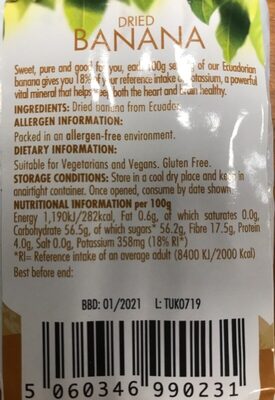 DRIED
BANANA
Sweet, pure and good for you, each 100g serving of our Ecuadorian
banana gives you 18% of your reference intake of potassium, a powerful
vital mineral that helps keep both the heart and brain healthy.
INGREDIENTS: Dried banana from Ecuador.
ALLERGEN INFORMATION:
Packed in an allergen-free environment.
DIETARY INFORMATION:
Suitable for Vegetarians and Vegans. Gluten Free.
STORAGE CONDITIONS: Store in a cool dry place and keep in
anairtight container. Once opened, consume by date shown.
NUTRITIONAL INFORMATION per 100g
Energy 1,190kJ/282kcal, Fat 0.6g, of which saturates 0.0g,
Carbohydrate 56.5g, of which sugars* 56.2g, Fibre 17.5g, Protein
4.0g, Salt 0.0g, Potassium 358mg (18% RI*)
*RI= Reference intake of an average adult (8400 KJ/2000 Kcal)
Best before end:
BBD: 01/2021 L: TUK0719
5 060346 990231